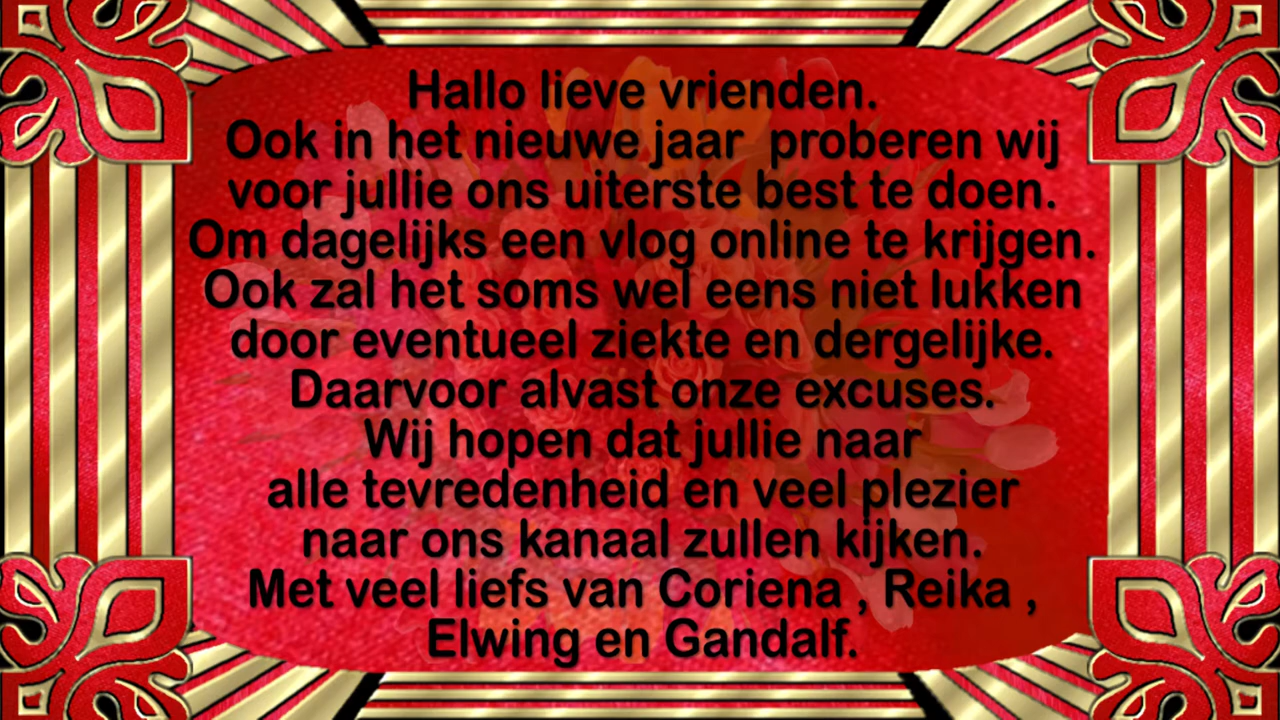 Hallo lieve vrienden.
Ook in het nieuwe jaar  proberen wij
voor jullie ons uiterste best te doen.
Om dagelijks een vlog online te krijgen.
Ook zal het soms wel eens niet lukken
door eventueel ziekte en dergelijke.
Daarvoor alvast onze excuses.
Wij hopen dat jullie naar
alle tevredenheid en veel plezier
naar ons kanaal zullen kijken.
Met veel liefs van Coriena , Reika ,
Elwing en Gandalf.